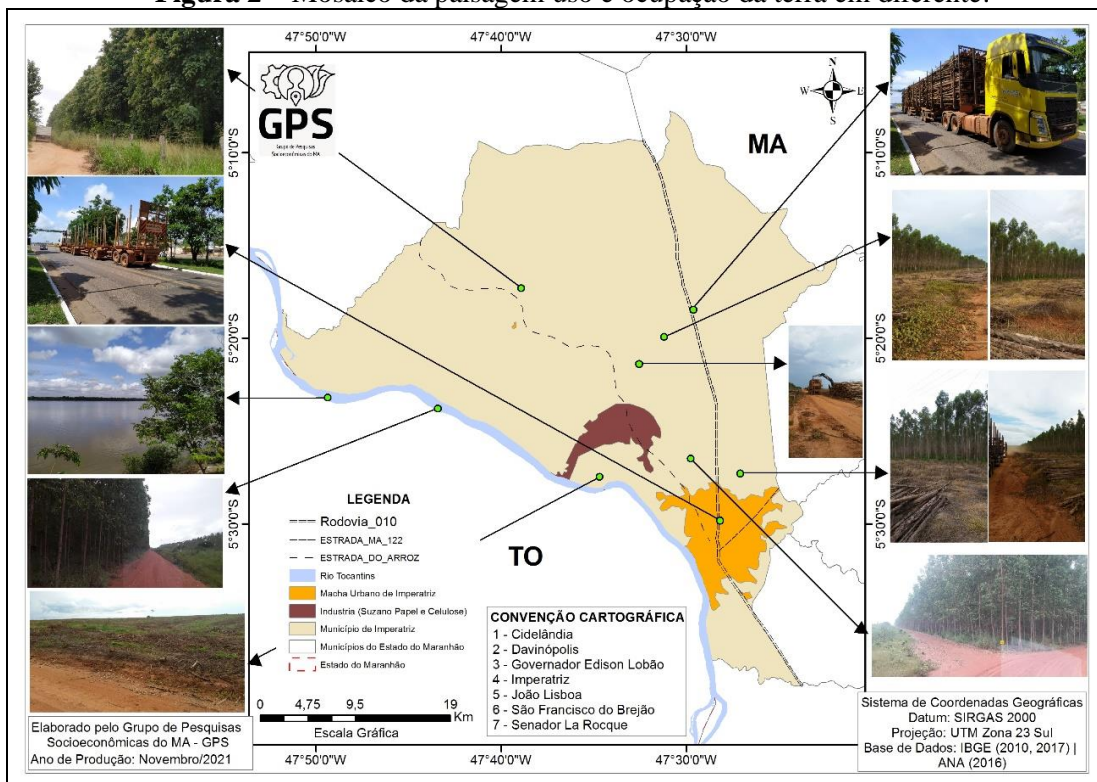 Figura 2 – Mosaico da paisagem uso e ocupação da terra em diferente.
47°50'0"W
47°40'0"W
47°30'0"W
GPS
Grupo de Pesquisas
Socioeconômicas do MA
N
W
E
S
MA
5°10'0"S
5°10'0"S
5°20'0"S
5°20'0"S
5°30'0"S
5°30'0"S
TO
LEGENDA
Rodovia_010
ESTRADA_MA_122
ESTRADA_DO_ARROZ
Rio Tocantins
Macha Urbano de Imperatriz
Industria (Suzano Papel e Celulose)
Município de Imperatriz
Municípios do Estado do Maranhão
Estado do Maranhão
0 4,75 9,5 19
Km
Escala Gráfica
CONVENÇÃO CARTOGRÁFICA
1 - Cidelândia
2 - Davinópolis
3 - Governador Edison Lobão
4 - Imperatriz
5 - João Lisboa
6 - São Francisco do Brejão
7 - Senador La Rocque
Elaborado pelo Grupo de Pesquisas
Socioeconômicas do MA - GPS
Ano de Produção: Novembro/2021
Sistema de Coordenadas Geográficas
Datum: SIRGAS 2000
Projeção: UTM Zona 23 Sul
Base de Dados: IBGE (2010, 2017) |
ANA (2016)
47°50'0"W
47°40'0"W
47°30'0"W